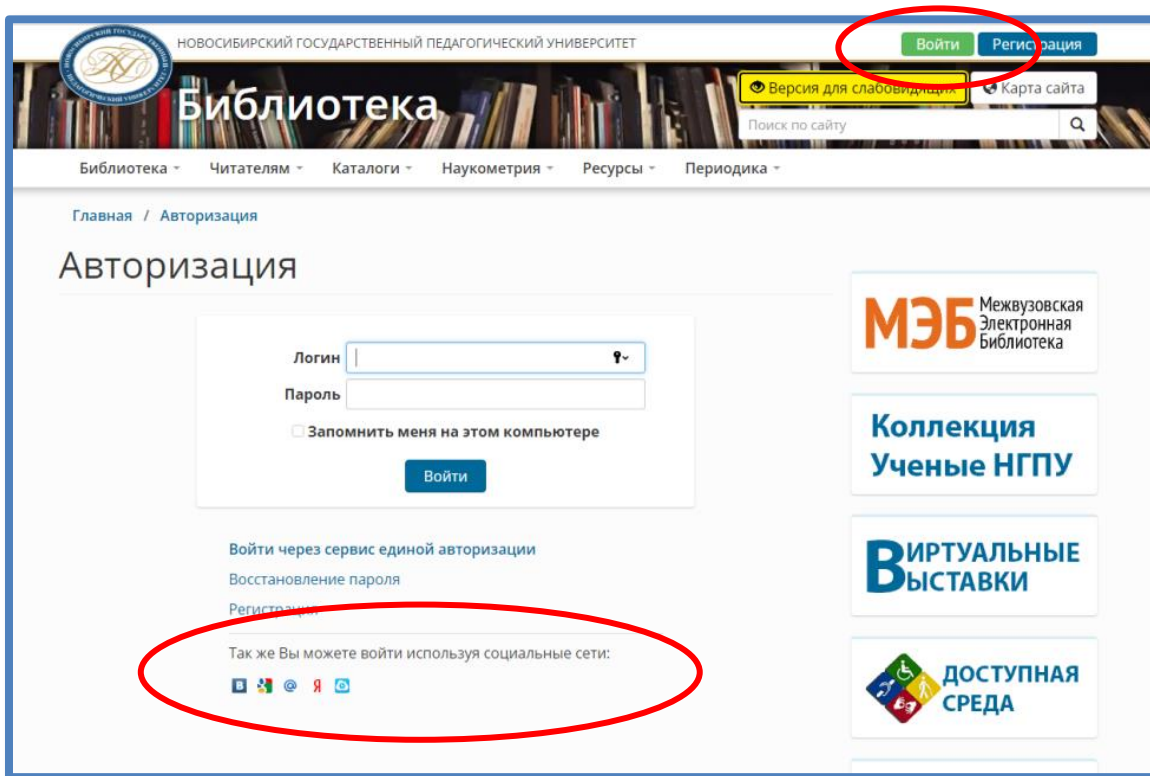 НОВОСИБИРСКИЙ ГОСУДАРСТВЕННЫЙ ПЕДАГОГИЧЕСКИЙ УНИВЕРСИТЕТ
Войти Регистрация
Библиотека
Версия для слабовидящих Карта сайта
Поиск по сайту
Библиотека Читателям Каталоги Наукометрия Ресурсы Периодика
Главная / Авторизация
Авторизация
Логин
Пароль
Запомнить меня на этом компьютере
Войти
Войти через сервис единой авторизации
Восстановление пароля
Регистрация
Так же Вы можете войти используя социальные сети:
В @ Я
МЭБ Межвузовская
Электронная
Библиотека
Коллекция
Ученые НГПУ
ВИРТУАЛЬНЫЕ
ВЫСТАВКИ
ДОСТУПНАЯ
СРЕДА